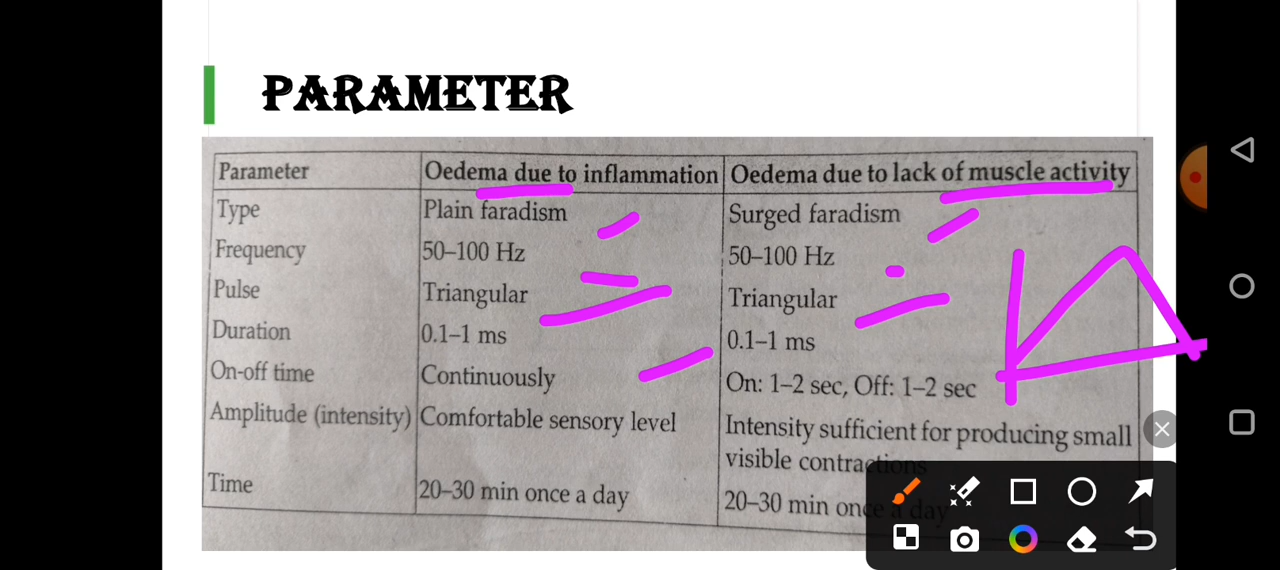 PARAMETER
Parameter Oedema due to inflammation Oedema due to lack of muscle activity
Type Plain faradism Surged faradism
Frequency 50–100 Hz 50–100 Hz
Pulse Triangular Triangular
Duration 0.1–1 ms 0.1–1 ms
On-off time Continuously On: 1–2 sec, Off: 1–2 sec
Amplitude (intensity) Comfortable sensory level Intensity sufficient for producing small
visible contractions
Time 20–30 min once a day 20–30 min once a day